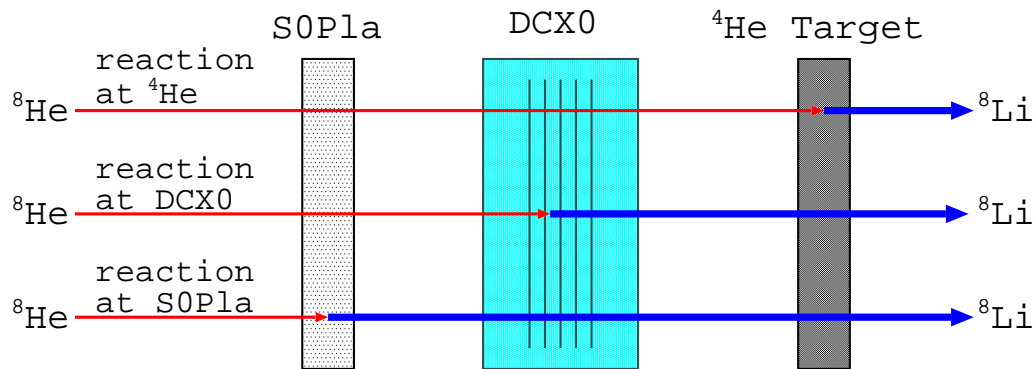 S0Pla DCX0 ⁴He Target
reaction
at ⁴He
⁸He ⁸Li
reaction
at DCX0
⁸He ⁸Li
reaction
at S0Pla
⁸He ⁸Li